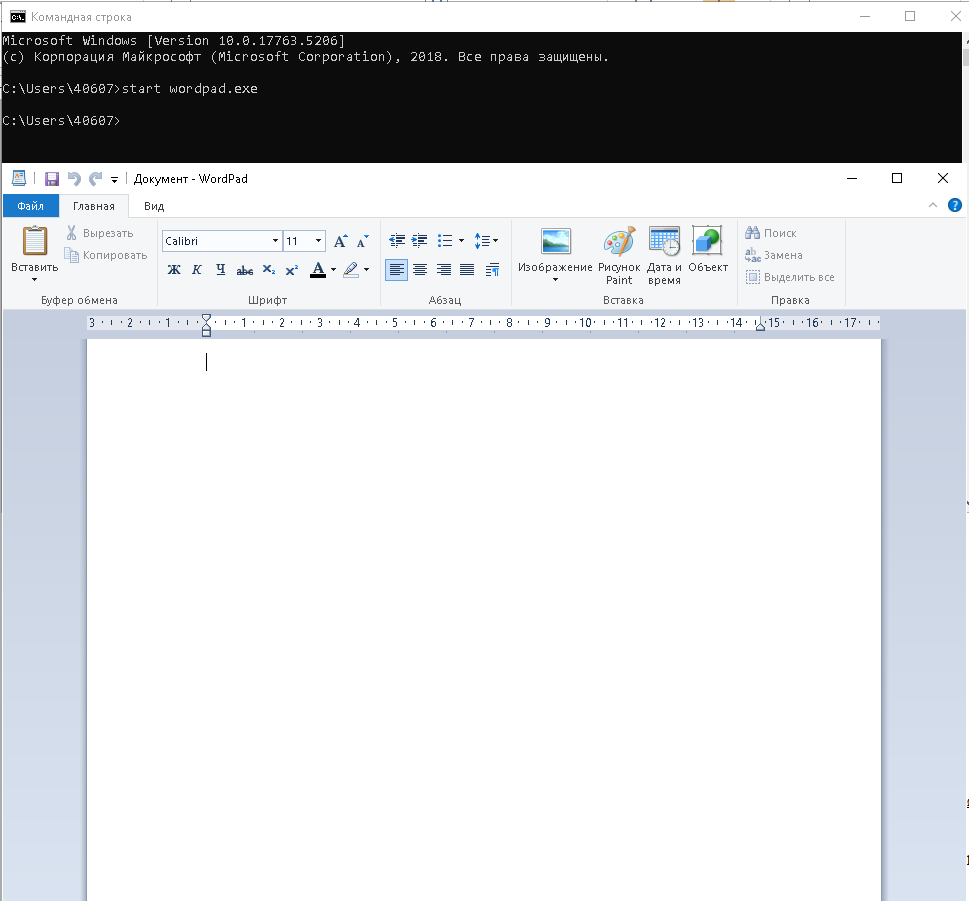 Командная строка
Microsoft Windows [Version 10.0.17763.5206]
(c) Корпорация Майкрософт (Microsoft Corporation), 2018. Все права защищены.
C:\Users\40607>start wordpad.exe
C:\Users\40607>
Документ - WordPad
Файл Главная Вид
Вставить
Вырезать
Копировать
Буфер обмена
Calibri 11
Ж К Ч abc X₂ X²
Шрифт
Абзац
Изображение
Рисунок Paint
Дата и время
Объект
Вставка
Поиск
Замена
Выделить все
Правка
3 2 1 1 2 3 4 5 6 7 8 9 10 11 12 13 14 15 16 17